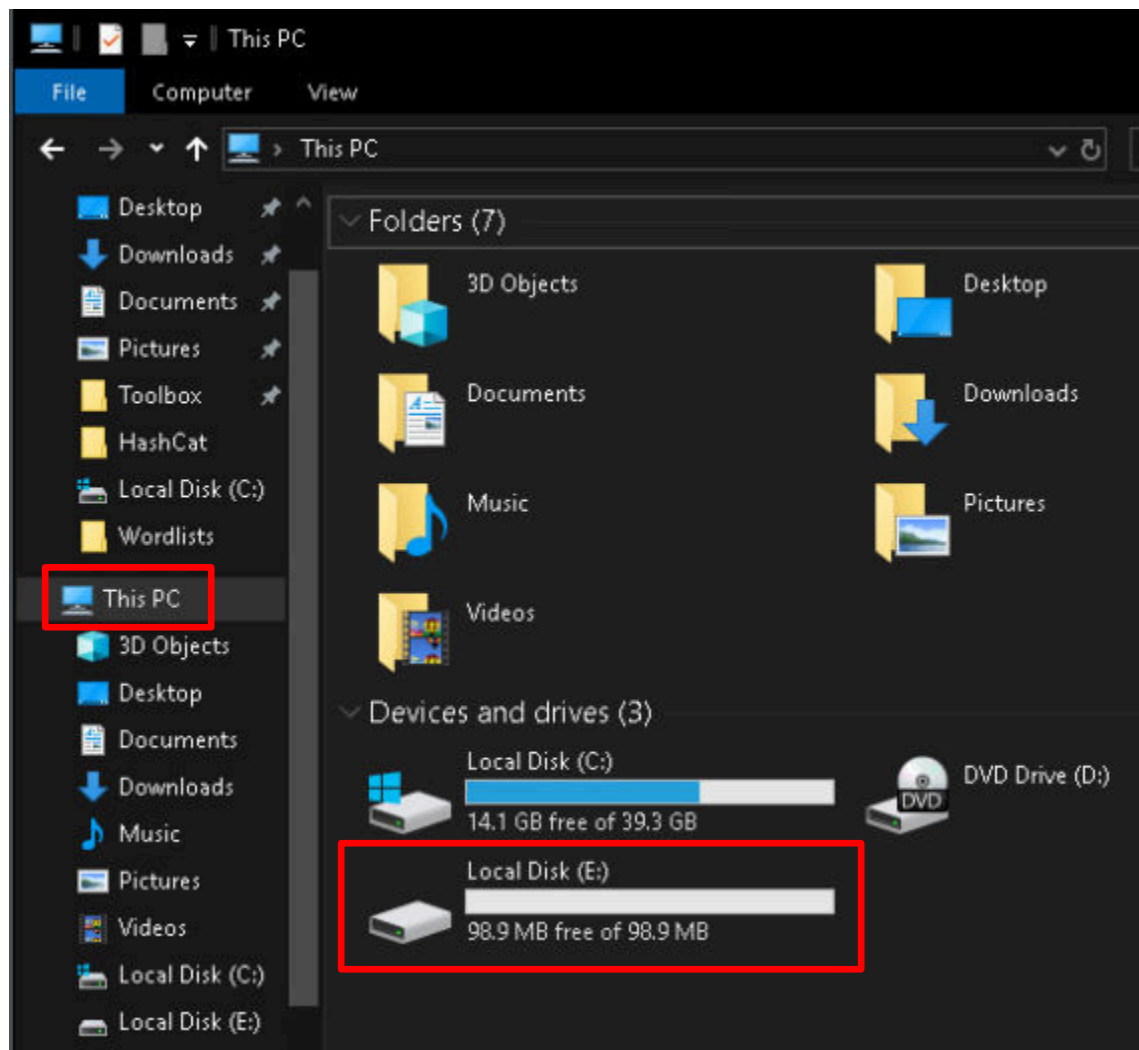 This PC
File Computer View
This PC
Desktop
Downloads
Documents
Pictures
Toolbox
HashCat
Local Disk (C:)
Wordlists
This PC
3D Objects
Desktop
Documents
Downloads
Music
Pictures
Videos
Local Disk (C:)
Local Disk (E:)
Folders (7)
3D Objects
Desktop
Documents
Downloads
Music
Pictures
Videos
Devices and drives (3)
Local Disk (C:)
14.1 GB free of 39.3 GB
DVD
DVD Drive (D:)
Local Disk (E:)
98.9 MB free of 98.9 MB